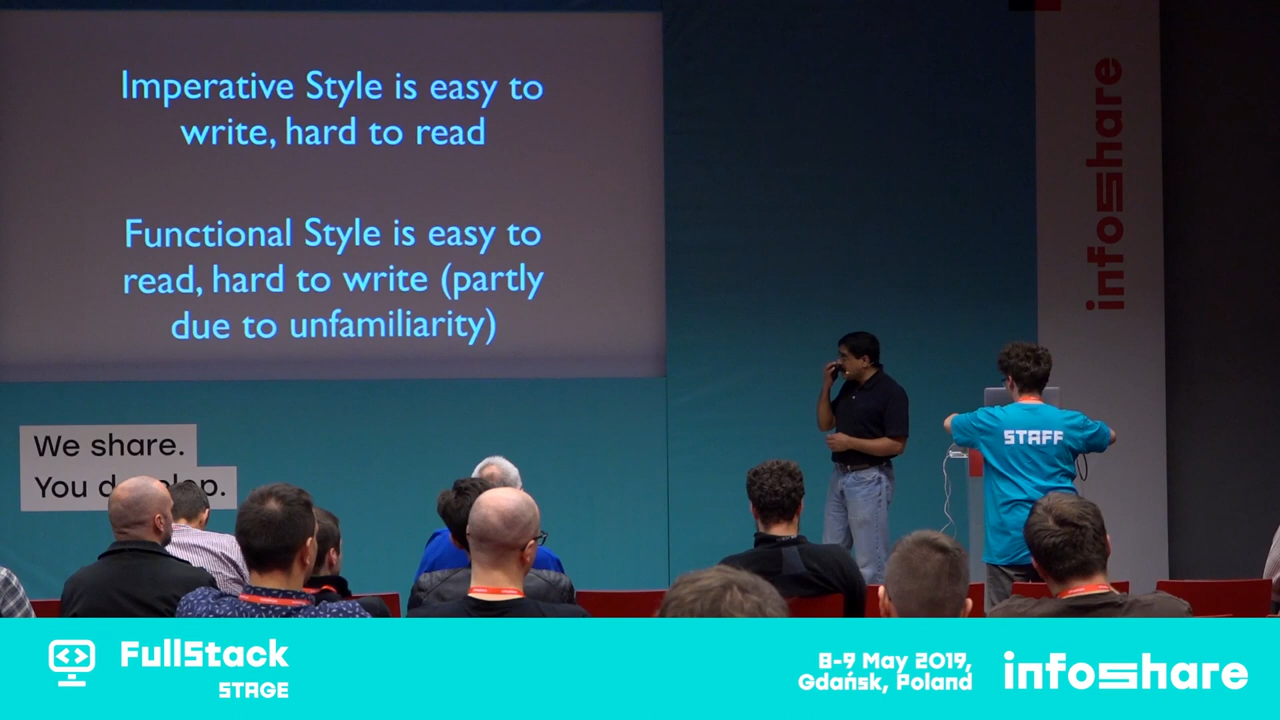 Imperative Style is easy to
write, hard to read
Functional Style is easy to
read, hard to write (partly
due to unfamiliarity)
infoshare
We share.
You p.
STAFF
FullStack
STAGE
8-9 May 2019,
Gdańsk, Poland
infoshare